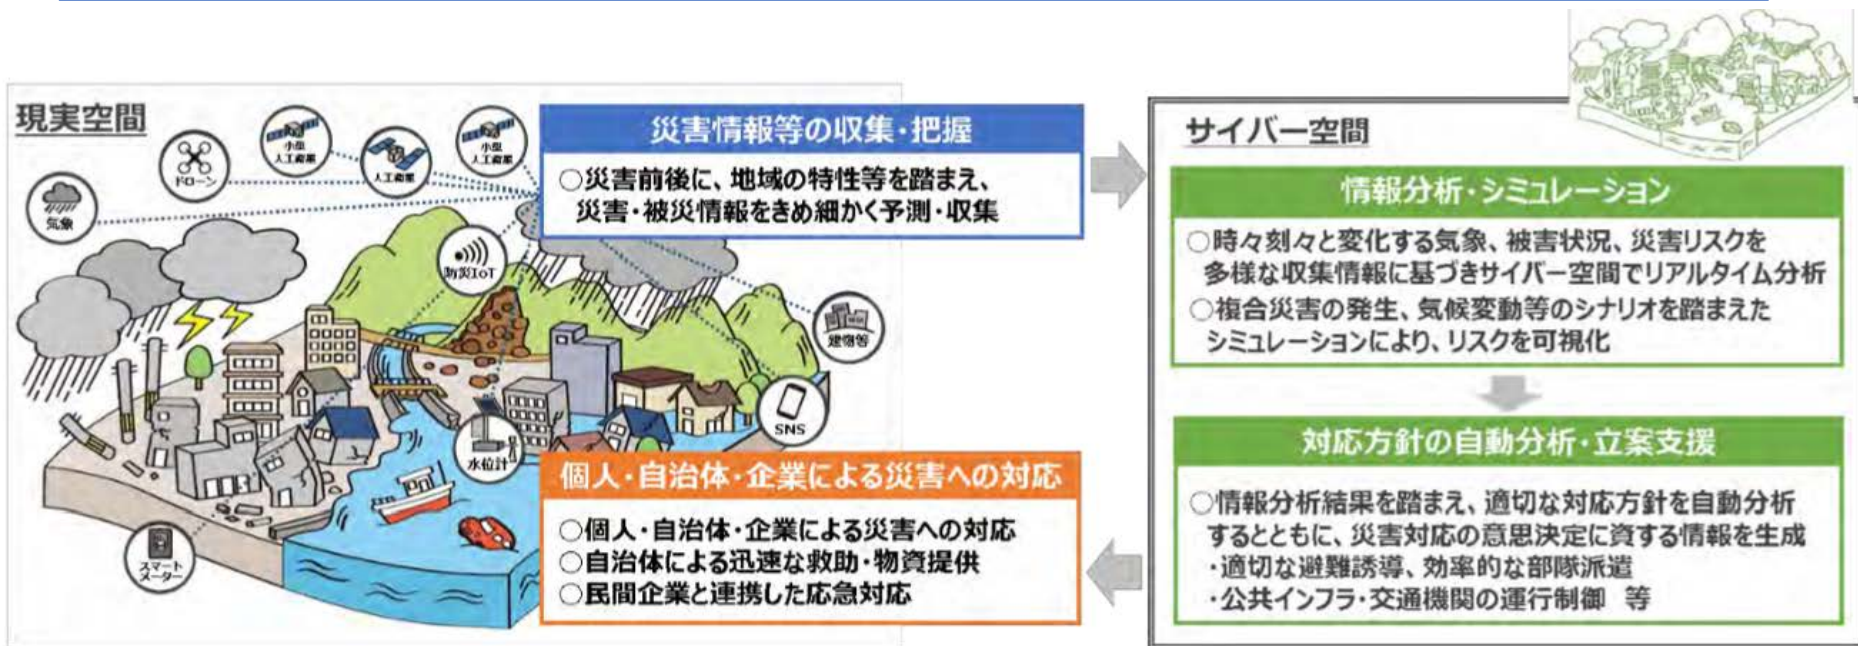 現実空間
気象
ドローン
小型
人工衛星
人工衛星
小型
人工衛星
防災IoT
建物等
SNS
水位計
スマート
メーター
災害情報等の収集・把握
○災害前後に、地域の特性等を踏まえ、
災害・被災情報をきめ細かく予測・収集
個人・自治体・企業による災害への対応
○個人・自治体・企業による災害への対応
○自治体による迅速な救助・物資提供
○民間企業と連携した応急対応
サイバー空間
情報分析・シミュレーション
○時々刻々と変化する気象、被害状況、災害リスクを
多様な収集情報に基づきサイバー空間でリアルタイム分析
○複合災害の発生、気候変動等のシナリオを踏まえた
シミュレーションにより、リスクを可視化
対応方針の自動分析・立案支援
○情報分析結果を踏まえ、適切な対応方針を自動分析
するとともに、災害対応の意思決定に資する情報を生成
・適切な避難誘導、効率的な部隊派遣
・公共インフラ・交通機関の運行制御 等